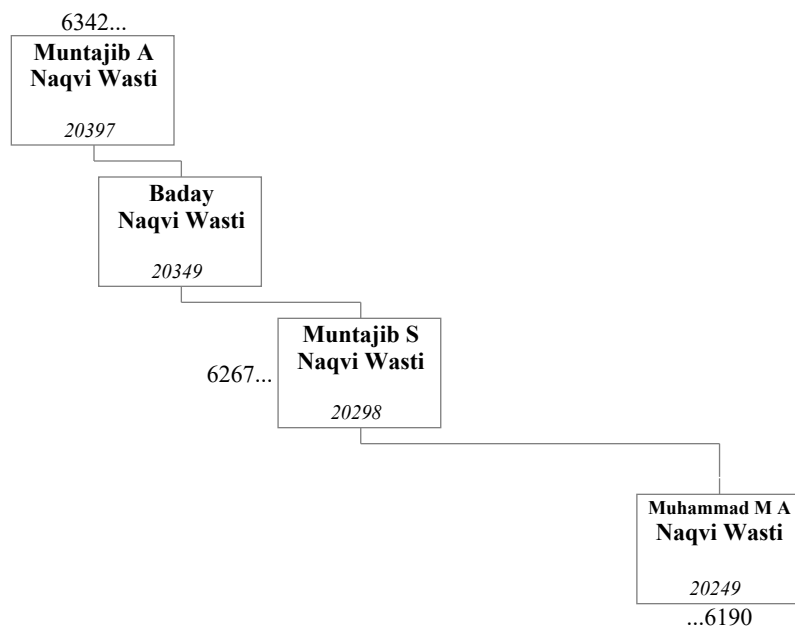 6342...
Muntajib A
Naqvi Wasti
20397
Baday
Naqvi Wasti
20349
Muntajib S
Naqvi Wasti
6267...
20298
Muhammad M A
Naqvi Wasti
20249
...6190